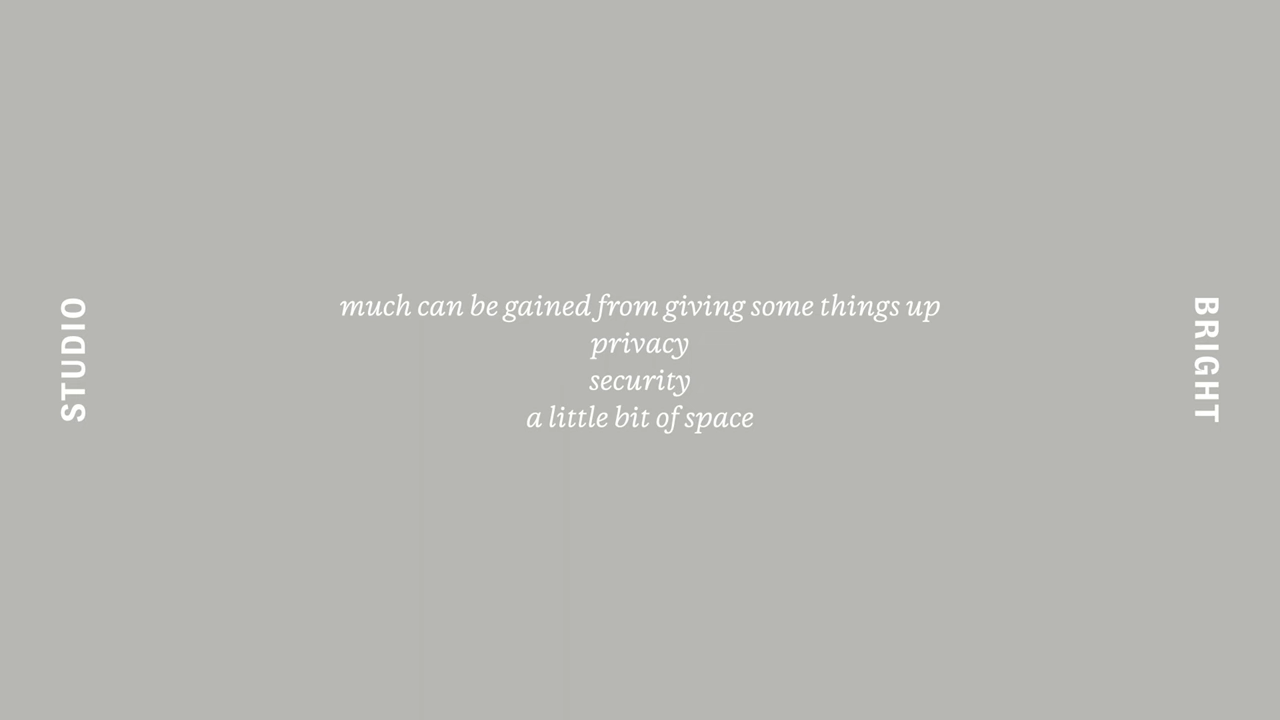 STUDIO
much can be gained from giving some things up
privacy
security
a little bit of space
BRIGHT